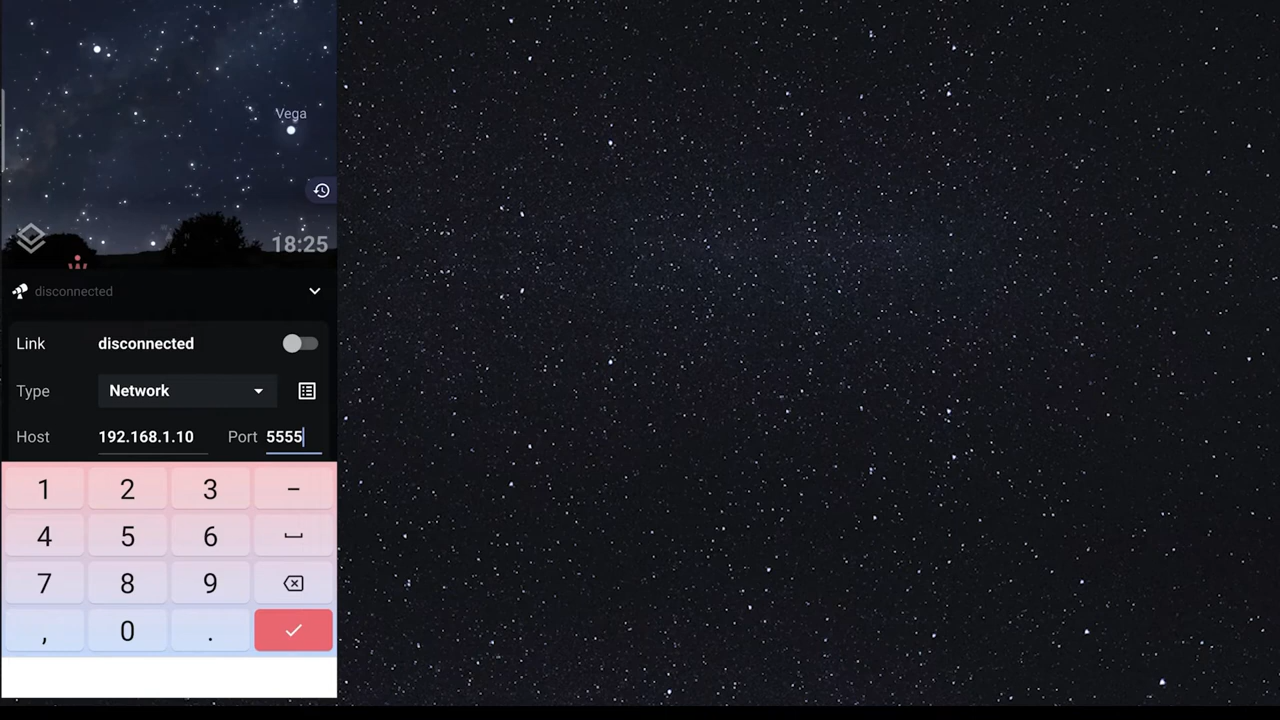 Vega
18:25
W
disconnected
Link disconnected
Type Network
Host 192.168.1.10 Port 5555
1 2 3 –
4 5 6
7 8 9
, 0 .